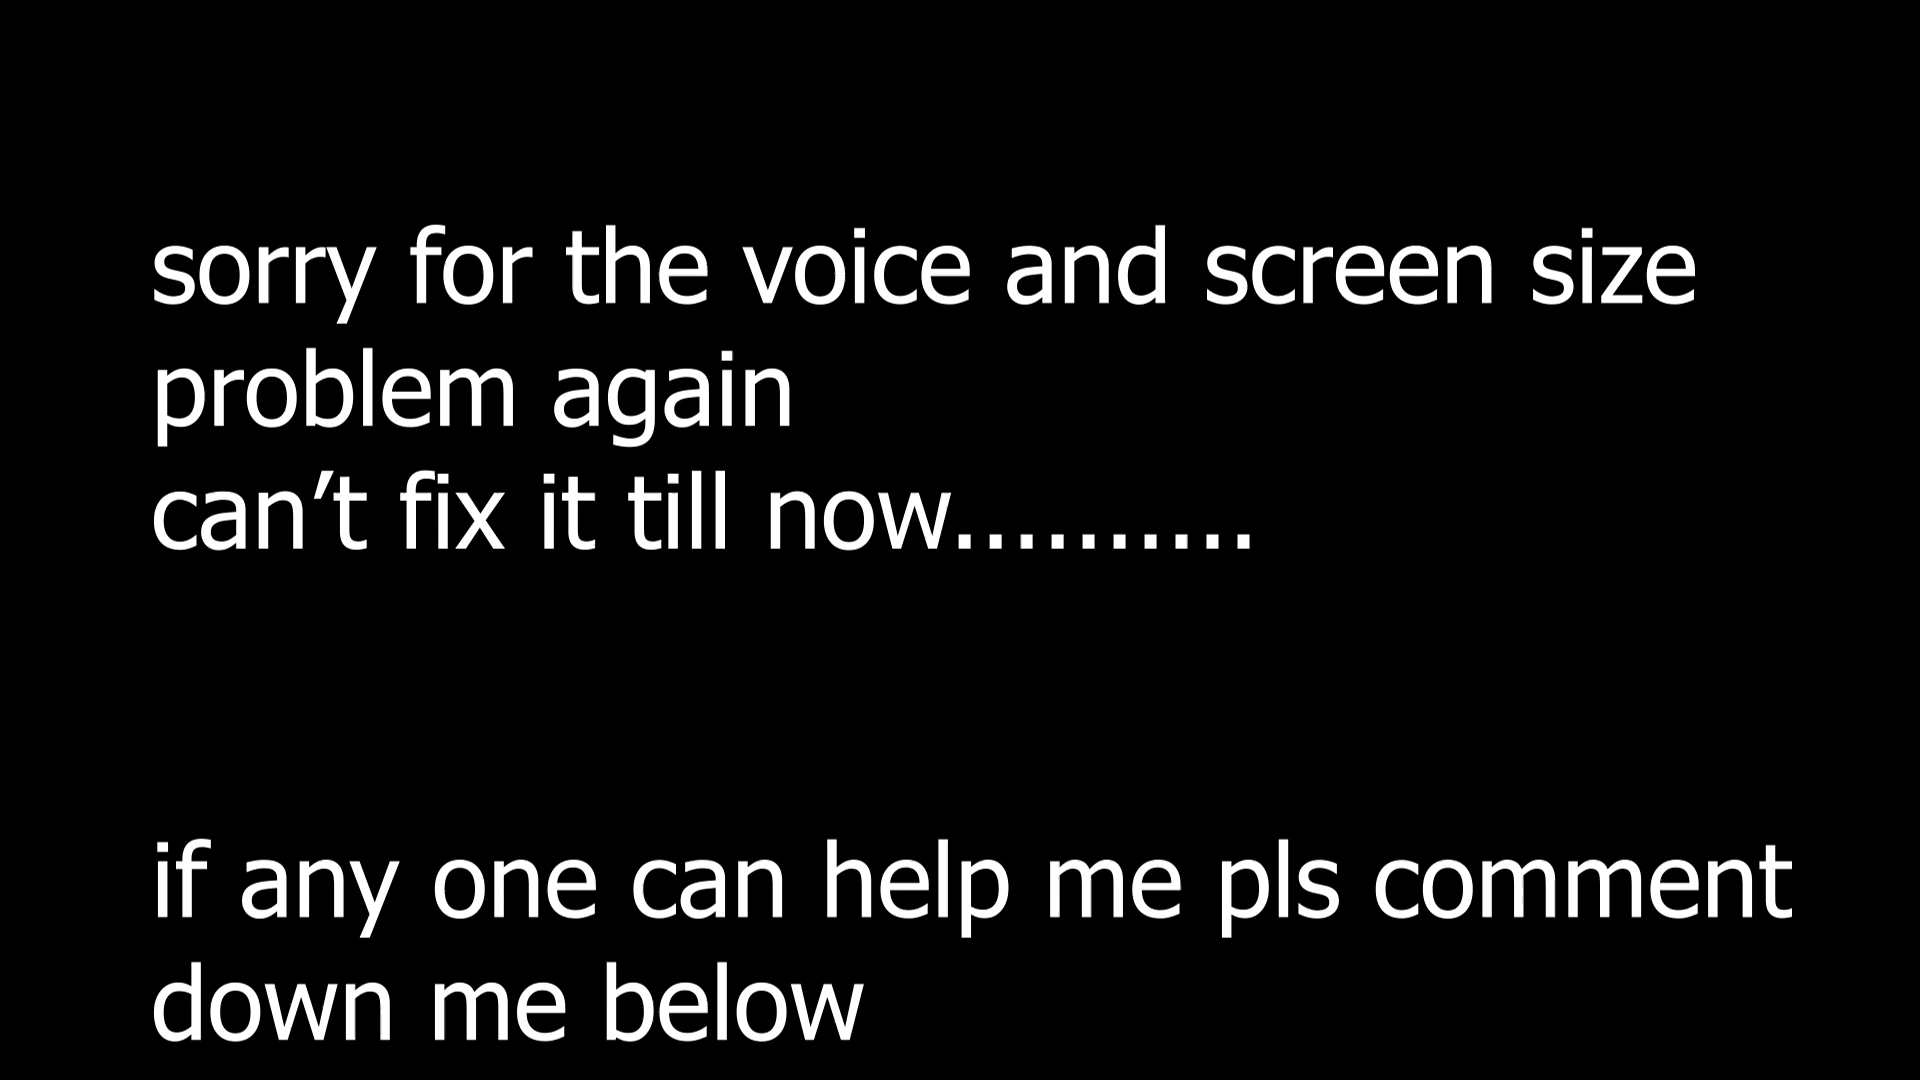 sorry for the voice and screen size
problem again
can’t fix it till now..........
if any one can help me pls comment
down me below